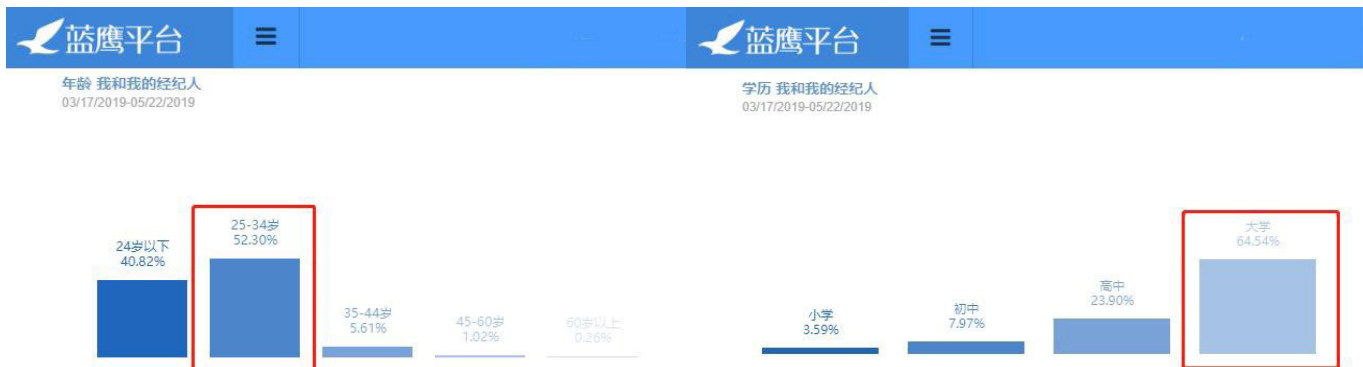 蓝鹰平台
年龄 我和我的经纪人
03/17/2019-05/22/2019
24岁以下
40.82%
25-34岁
52.30%
35-44岁
5.61%
45-60岁
1.02%
60岁以上
0.26%
蓝鹰平台
学历 我和我的经纪人
03/17/2019-05/22/2019
小学
3.59%
初中
7.97%
高中
23.90%
大学
64.54%